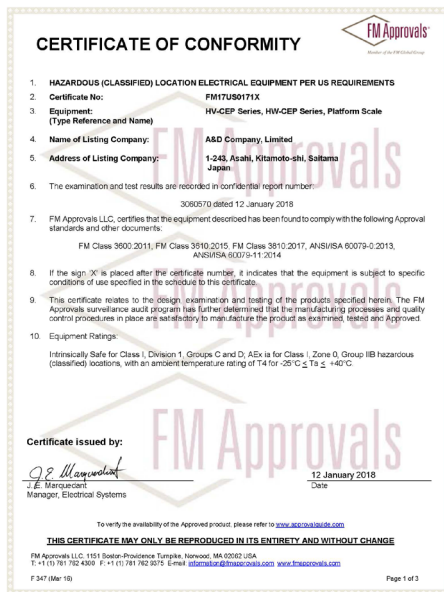 FM Approvals
Member of the FM Global Group
CERTIFICATE OF CONFORMITY
1. HAZARDOUS (CLASSIFIED) LOCATION ELECTRICAL EQUIPMENT PER US REQUIREMENTS
2. Certificate No: FM17US0171X
3. Equipment: HV-CEP Series, HW-CEP Series, Platform Scale
(Type Reference and Name)
4. Name of Listing Company: A&D Company, Limited
5. Address of Listing Company: 1-243, Asahi, Kitamoto-shi, Saitama
Japan
6. The examination and test results are recorded in confidential report number:
3060570 dated 12 January 2018
7. FM Approvals LLC, certifies that the equipment described has been found to comply with the following Approval
standards and other documents:
FM Class 3600:2011, FM Class 3610:2015, FM Class 3810:2017, ANSI/ISA 60079-0:2013,
ANSI/ISA 60079-11:2014
8. If the sign 'X' is placed after the certificate number, it indicates that the equipment is subject to specific
conditions of use specified in the schedule to this certificate.
9. This certificate relates to the design, examination and testing of the products specified herein. The FM
Approvals surveillance audit program has further determined that the manufacturing processes and quality
control procedures in place are satisfactory to manufacture the product as examined, tested and Approved.
10. Equipment Ratings:
Intrinsically Safe for Class I, Division 1, Groups C and D; AEx ia for Class I, Zone 0, Group IIB hazardous
(classified) locations, with an ambient temperature rating of T4 for -25°C ≤ Ta ≤ +40°C.
FM Approvals
FM Approvals
FM Approvals
Certificate issued by:
J.E. Marquedant
J. E. Marquedant
12 January 2018
Manager, Electrical Systems
Date
To verify the availability of the Approved product, please refer to www.approvalguide.com
THIS CERTIFICATE MAY ONLY BE REPRODUCED IN ITS ENTIRETY AND WITHOUT CHANGE
FM Approvals LLC. 1151 Boston-Providence Turnpike, Norwood, MA 02062 USA
T: +1 (1) 781 762 4300 F: +1 (1) 781 762 9375 E-mail: information@fmapprovals.com www.fmapprovals.com
F 347 (Mar 16)
Page 1 of 3